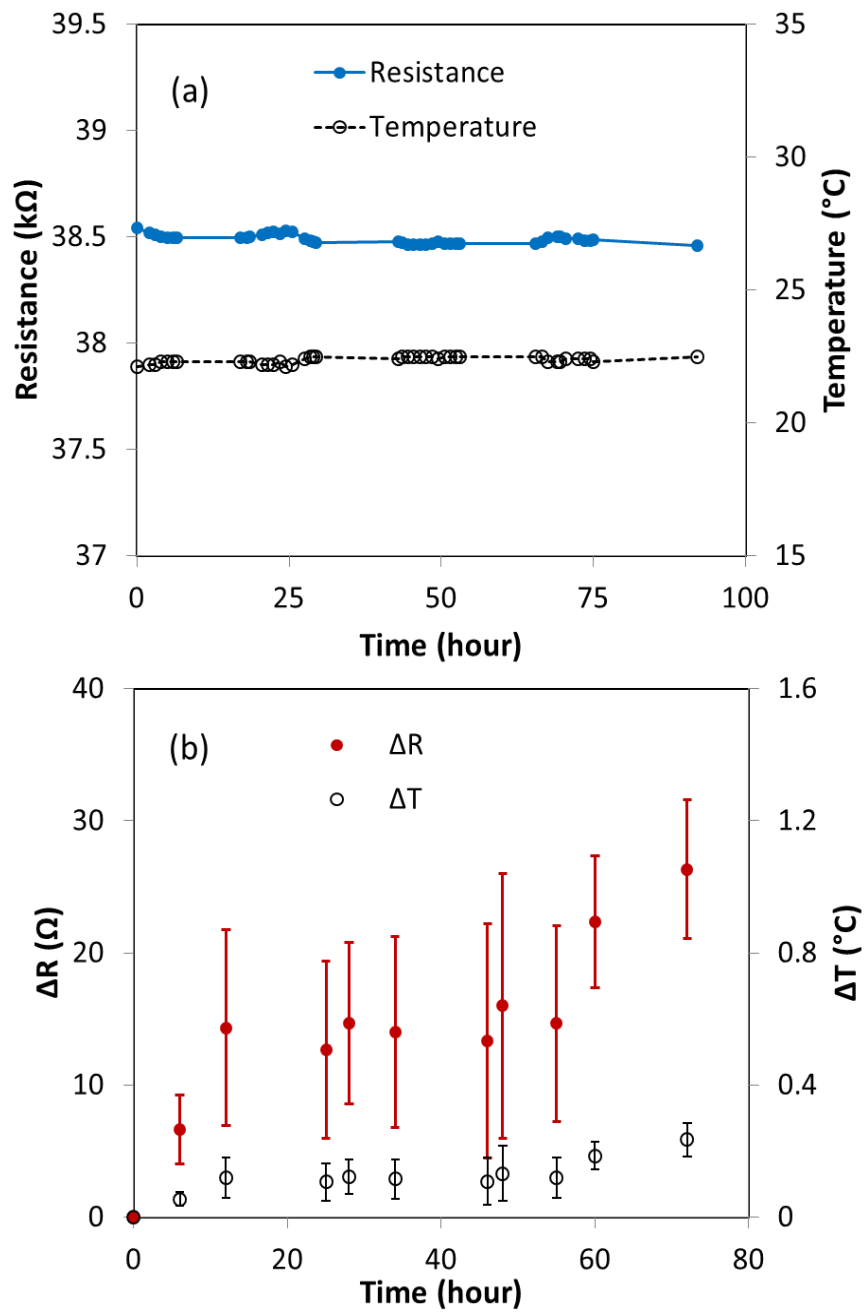 (a)
Resistance
Temperature
39.5
39
38.5
38
37.5
37
Resistance (kΩ)
35
30
25
20
15
Temperature (°C)
0 25 50 75 100
Time (hour)
(b)
ΔR
ΔT
40
30
20
10
0
ΔR (Ω)
1.6
1.2
0.8
0.4
0
ΔT (°C)
0 20 40 60 80
Time (hour)